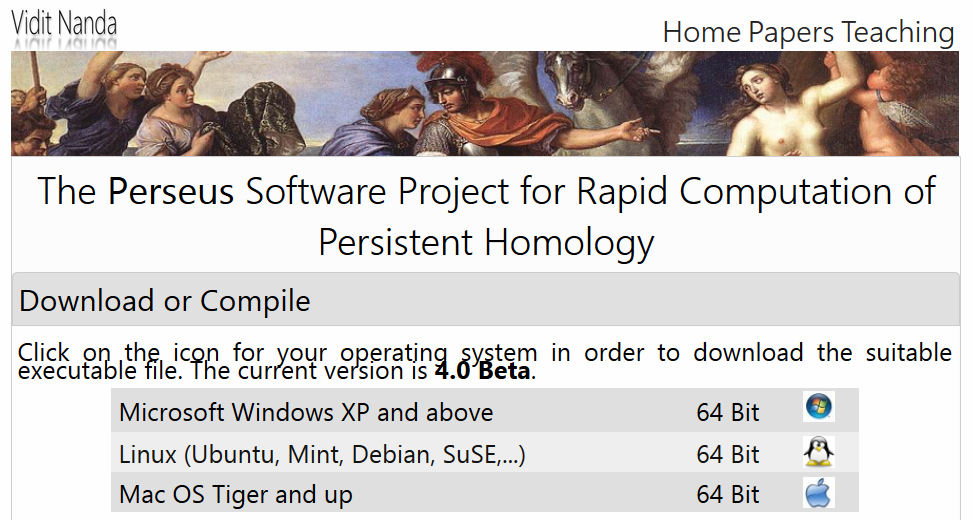 Vidit Nanda
Home Papers Teaching
The Perseus Software Project for Rapid Computation of
Persistent Homology
Download or Compile
Click on the icon for your operating system in order to download the suitable
executable file. The current version is 4.0 Beta.
Microsoft Windows XP and above 64 Bit
Linux (Ubuntu, Mint, Debian, SuSE,...) 64 Bit
Mac OS Tiger and up 64 Bit